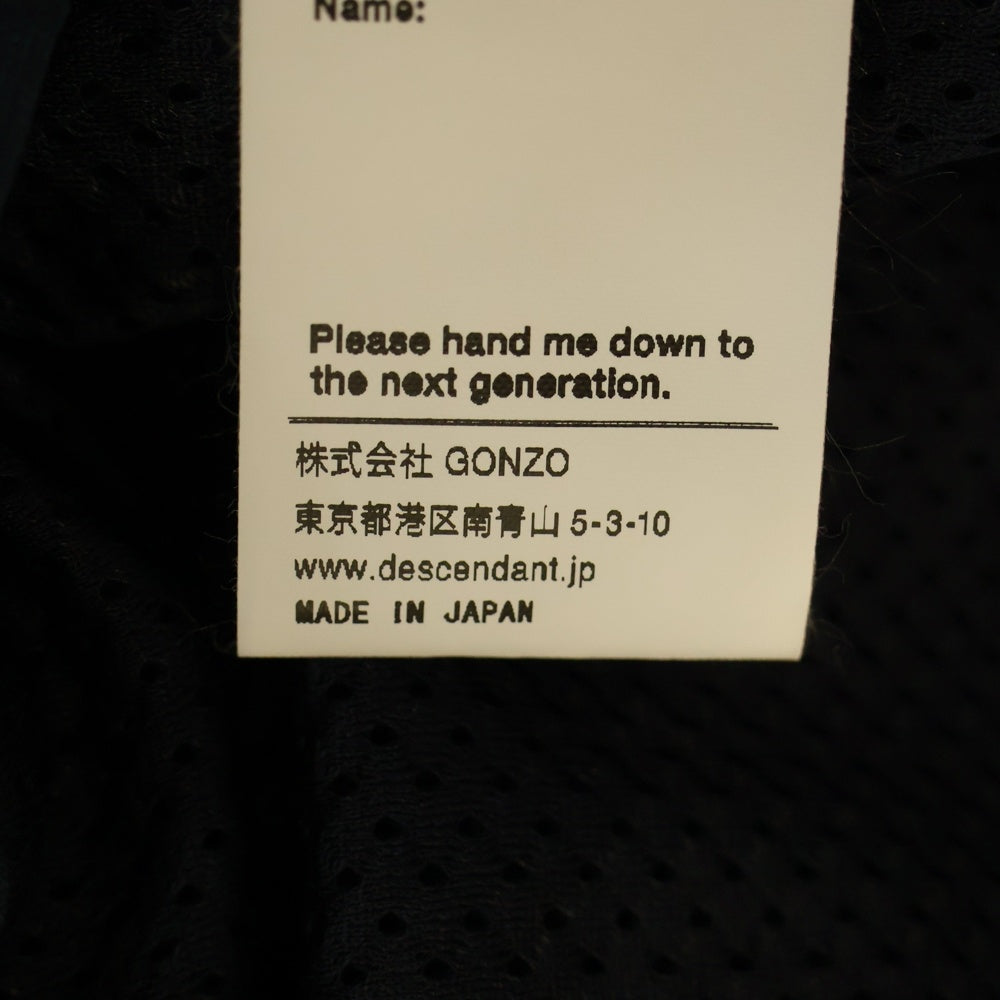 Name:
Please hand me down to
the next generation.
株式会社 GONZO
東京都港区南青山 5-3-10
www.descendant.jp
MADE IN JAPAN